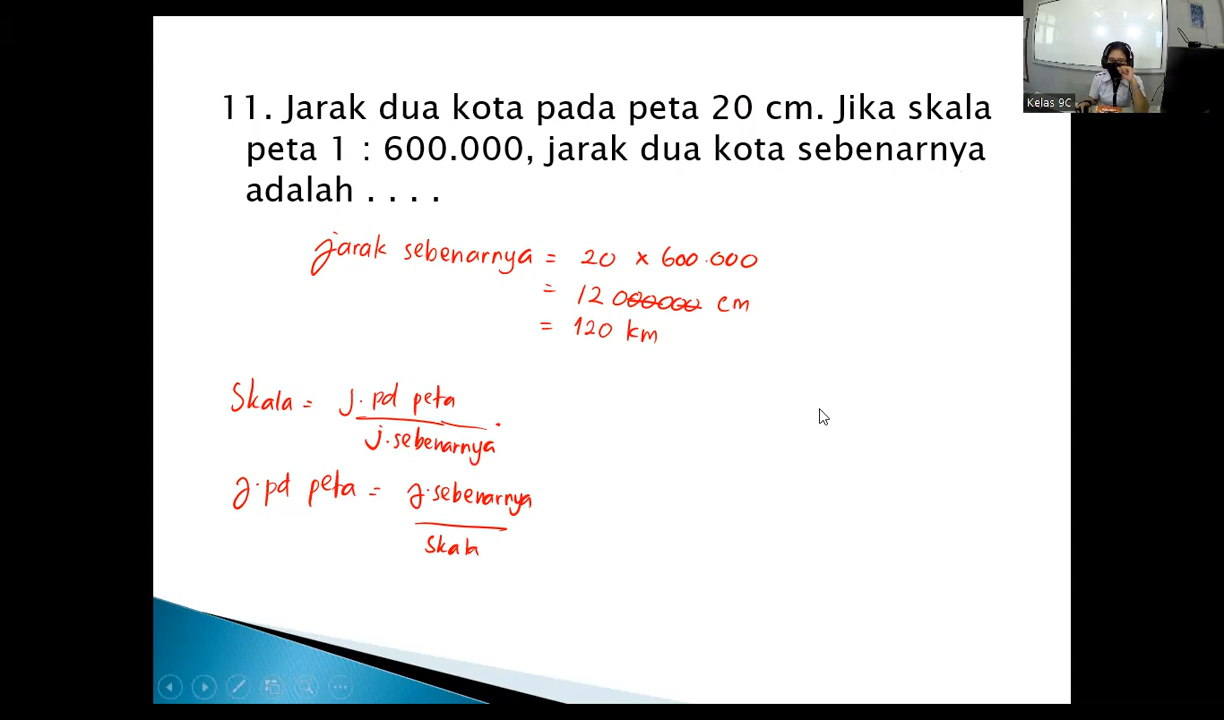 11. Jarak dua kota pada peta 20 cm. Jika skala
peta 1 : 600.000, jarak dua kota sebenarnya
adalah . . . .
jarak sebenarnya = 20 x 600.000
= 12 000000 cm
= 120 km
Skala = j. pd peta
j. sebenarnya
j. pd peta = j. sebenarnya
Skala
Kelas 9C